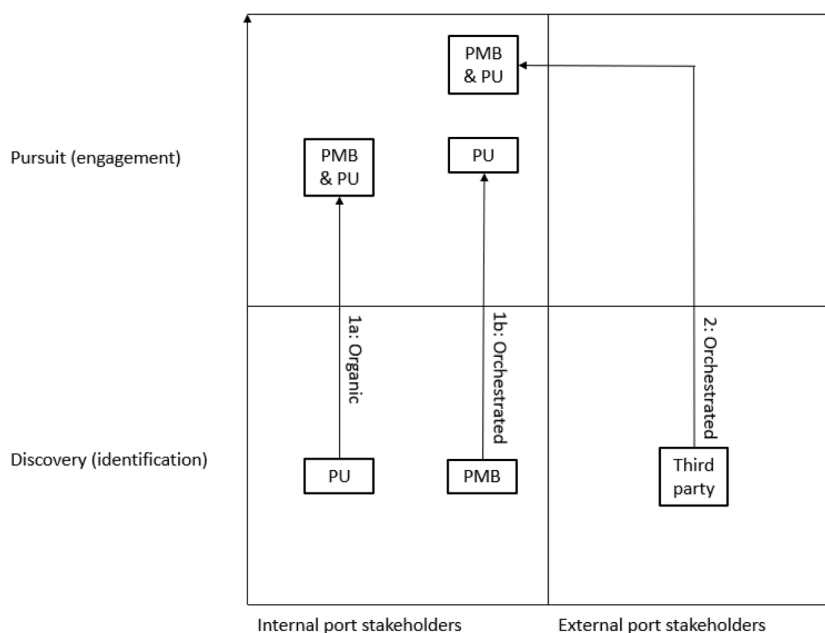 PMB
& PU
Pursuit (engagement)
PMB
& PU
PU
1a: Organic
1b: Orchestrated
2: Orchestrated
Discovery (identification)
PU
PMB
Third
party
Internal port stakeholders
External port stakeholders